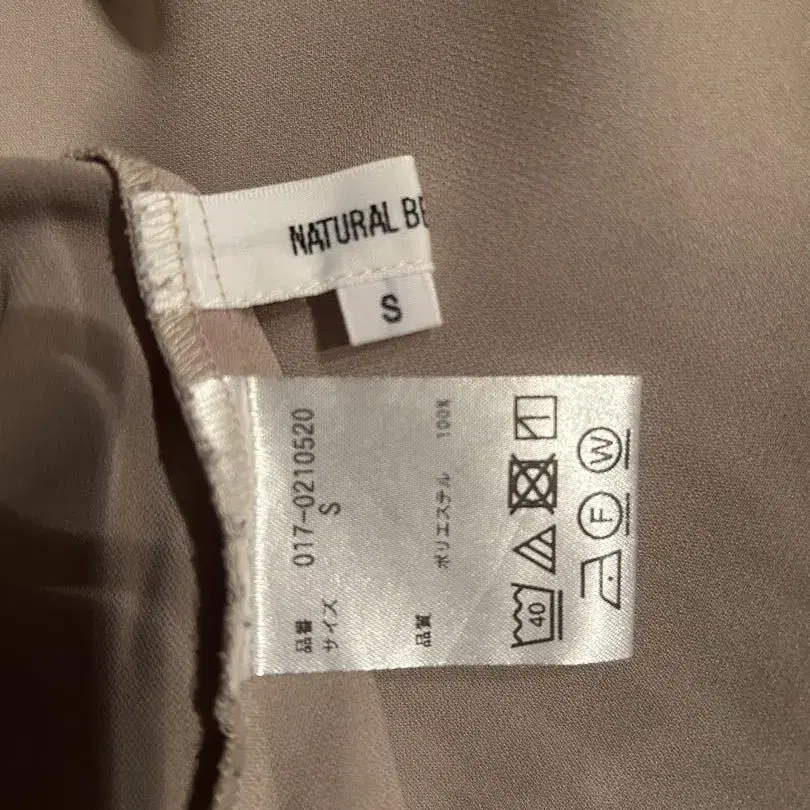 NATURAL BE
S
品番 017-0210520
サイズ S
品質 ポリエステル 100%
40
F
W